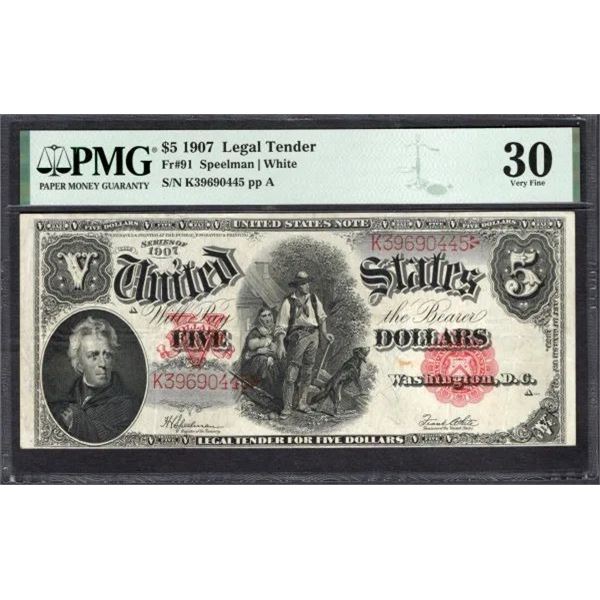 PMG
PAPER MONEY GUARANTY
$5 1907 Legal Tender
Fr#91 Speelman | White
S/N K39690445 pp A
30
Very Fine
V FIVE DOLLARS V
UNITED STATES NOTE
SERIES OF
1907
K39690445
V
United States
5
Will Pay the Bearer
FIVE DOLLARS
K39690445
Washington, D.C.
LEGAL TENDER FOR FIVE DOLLARS